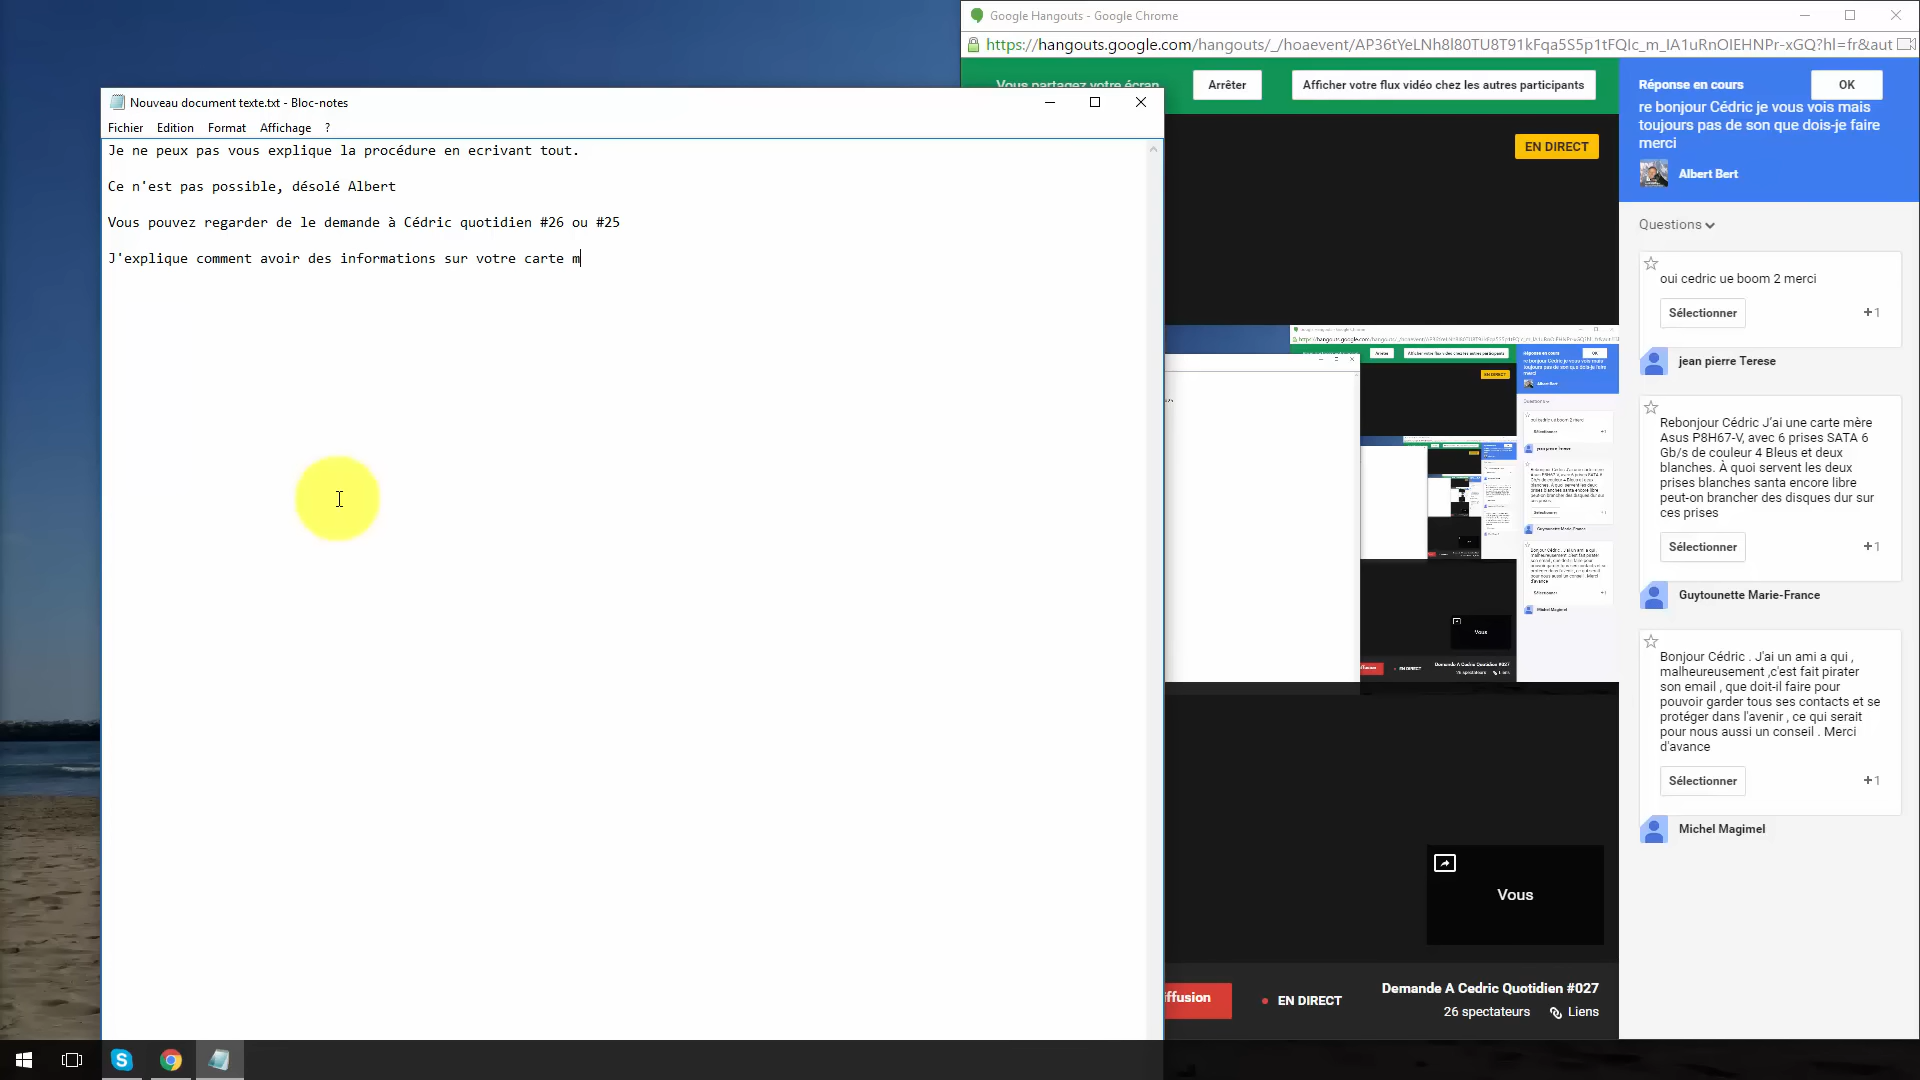 Google Hangouts - Google Chrome
https://hangouts.google.com/hangouts/_/hoaevent/AP36tYeLNh8l80TU8T91kFqa5S5p1tFQlc_m_IA1uRnOIEHNPr-xGQ?hl=fr&aut
Vous partagez votre écran
Arrêter
Afficher votre flux vidéo chez les autres participants
Nouveau document texte.txt - Bloc-notes
Fichier Edition Format Affichage ?
Je ne peux pas vous explique la procédure en ecrivant tout.
Ce n'est pas possible, désolé Albert
Vous pouvez regarder de le demande à Cédric quotidien #26 ou #25
J'explique comment avoir des informations sur votre carte m
EN DIRECT
Vous
ffusion
EN DIRECT
Demande A Cedric Quotidien #027
26 spectateurs
Liens
Réponse en cours
OK
re bonjour Cédric je vous vois mais
toujours pas de son que dois-je faire
merci
Albert Bert
Questions
oui cedric ue boom 2 merci
Sélectionner
+1
jean pierre Terese
Rebonjour Cédric J'ai une carte mère
Asus P8H67-V, avec 6 prises SATA 6
Gb/s de couleur 4 Bleus et deux
blanches. À quoi servent les deux
prises blanches santa encore libre
peut-on brancher des disques dur sur
ces prises
Sélectionner
+1
Guytounette Marie-France
Bonjour Cédric . J'ai un ami a qui ,
malheureusement ,c'est fait pirater
son email , que doit-il faire pour
pouvoir garder tous ses contacts et se
protéger dans l'avenir , ce qui serait
pour nous aussi un conseil . Merci
d'avance
Sélectionner
+1
Michel Magimel